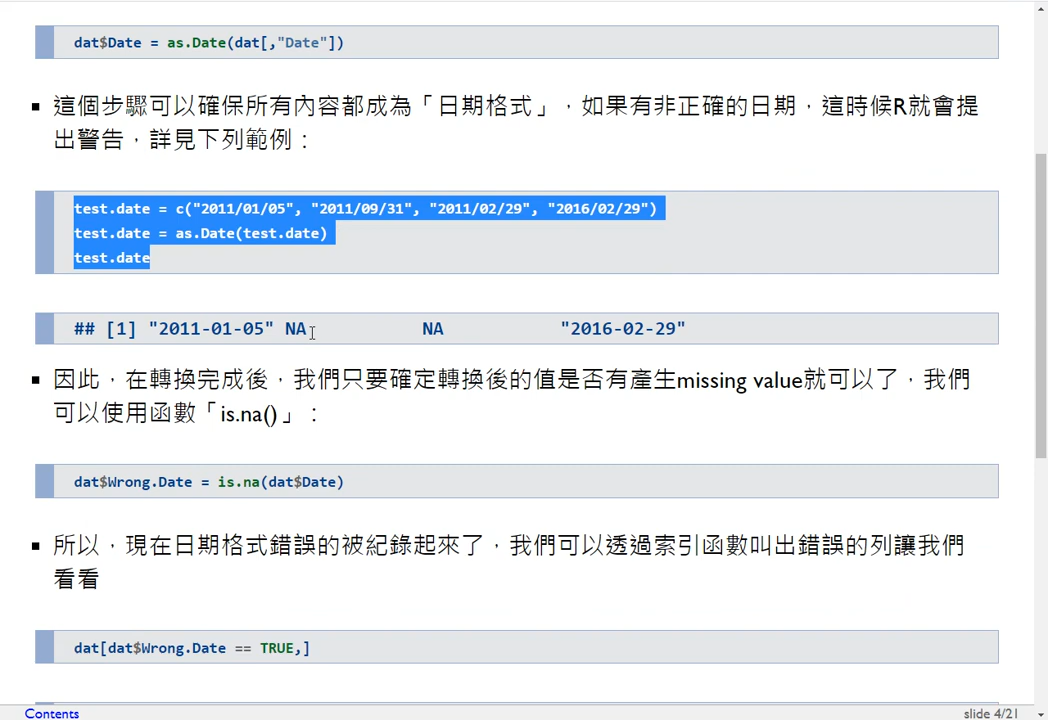 dat$Date = as.Date(dat[,"Date"])
▪ 這個步驟可以確保所有內容都成為「日期格式」，如果有非正確的日期，這時候R就會提
出警告，詳見下列範例：
test.date = c("2011/01/05", "2011/09/31", "2011/02/29", "2016/02/29")
test.date = as.Date(test.date)
test.date
## [1] "2011-01-05" NA           NA           "2016-02-29"
▪ 因此，在轉換完成後，我們只要確定轉換後的值是否有產生missing value就可以了，我們
可以使用函數「is.na()」：
dat$Wrong.Date = is.na(dat$Date)
▪ 所以，現在日期格式錯誤的被紀錄起來了，我們可以透過索引函數叫出錯誤的列讓我們
看看
dat[dat$Wrong.Date == TRUE,]
Contents
slide 4/21